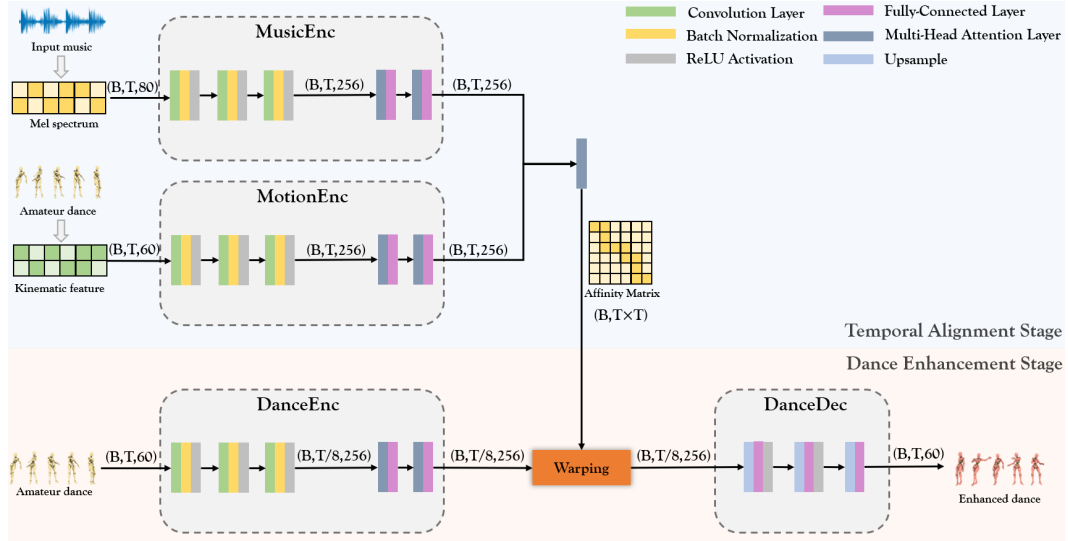 Convolution Layer
Fully-Connected Layer
Batch Normalization
Multi-Head Attention Layer
ReLU Activation
Upsample
Input music
Mel spectrum
(B,T,80)
MusicEnc
(B,T,256)
(B,T,256)
Amateur dance
Kinematic feature
(B,T,60)
MotionEnc
(B,T,256)
(B,T,256)
Affinity Matrix
(B,T×T)
Temporal Alignment Stage
Dance Enhancement Stage
Amateur dance
(B,T,60)
DanceEnc
(B,T/8,256)
(B,T/8,256)
Warping
(B,T/8,256)
DanceDec
(B,T,60)
Enhanced dance